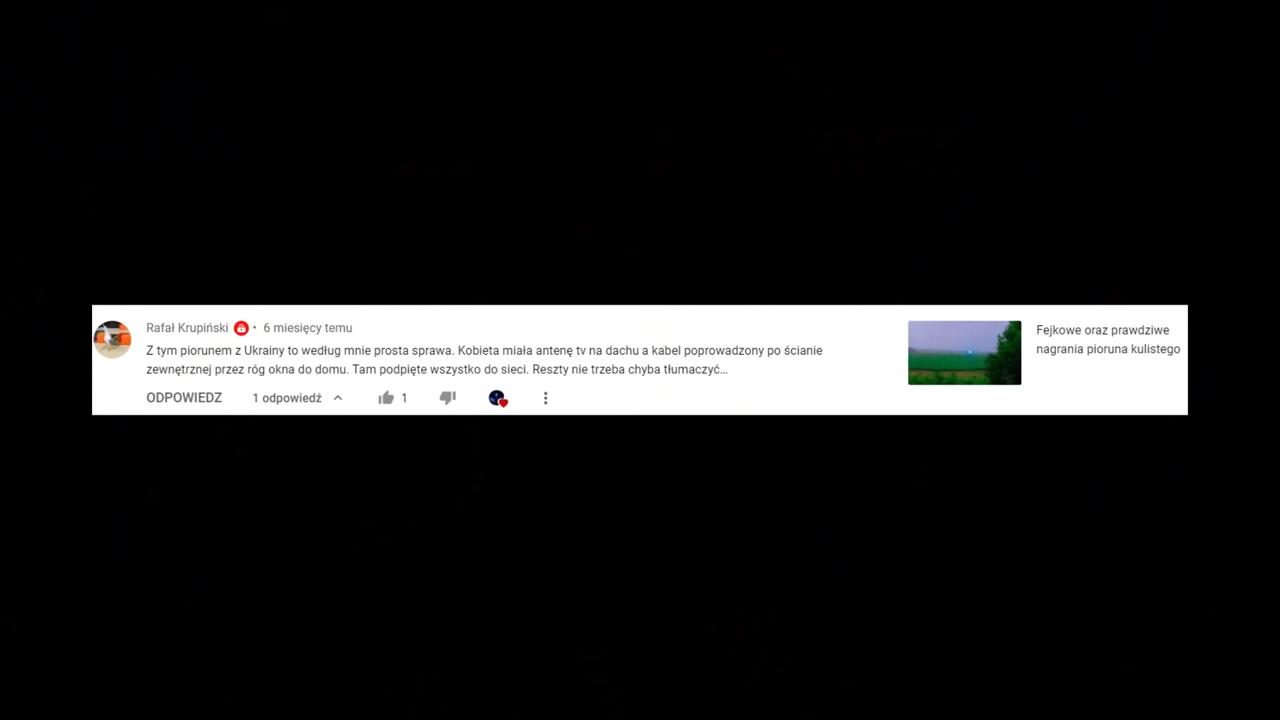 Rafał Krupiński • 6 miesięcy temu
Z tym piorunem z Ukrainy to według mnie prosta sprawa. Kobieta miała antenę tv na dachu a kabel poprowadzony po ścianie
zewnętrznej przez róg okna do domu. Tam podpięte wszystko do sieci. Reszty nie trzeba chyba tłumaczyć...
ODPOWIEDZ 1 odpowiedź 1
Fejkowe oraz prawdziwe
nagrania pioruna kulistego